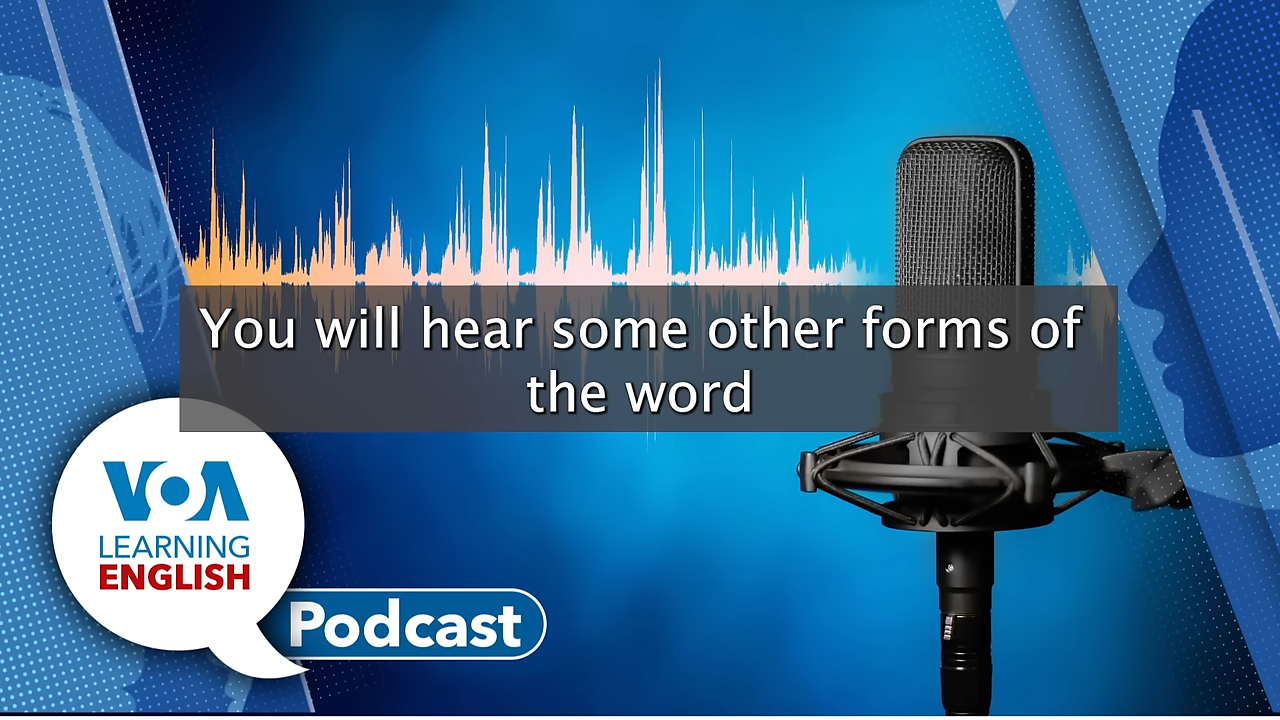 You will hear some other forms of
the word
VOA
LEARNING
ENGLISH
Podcast